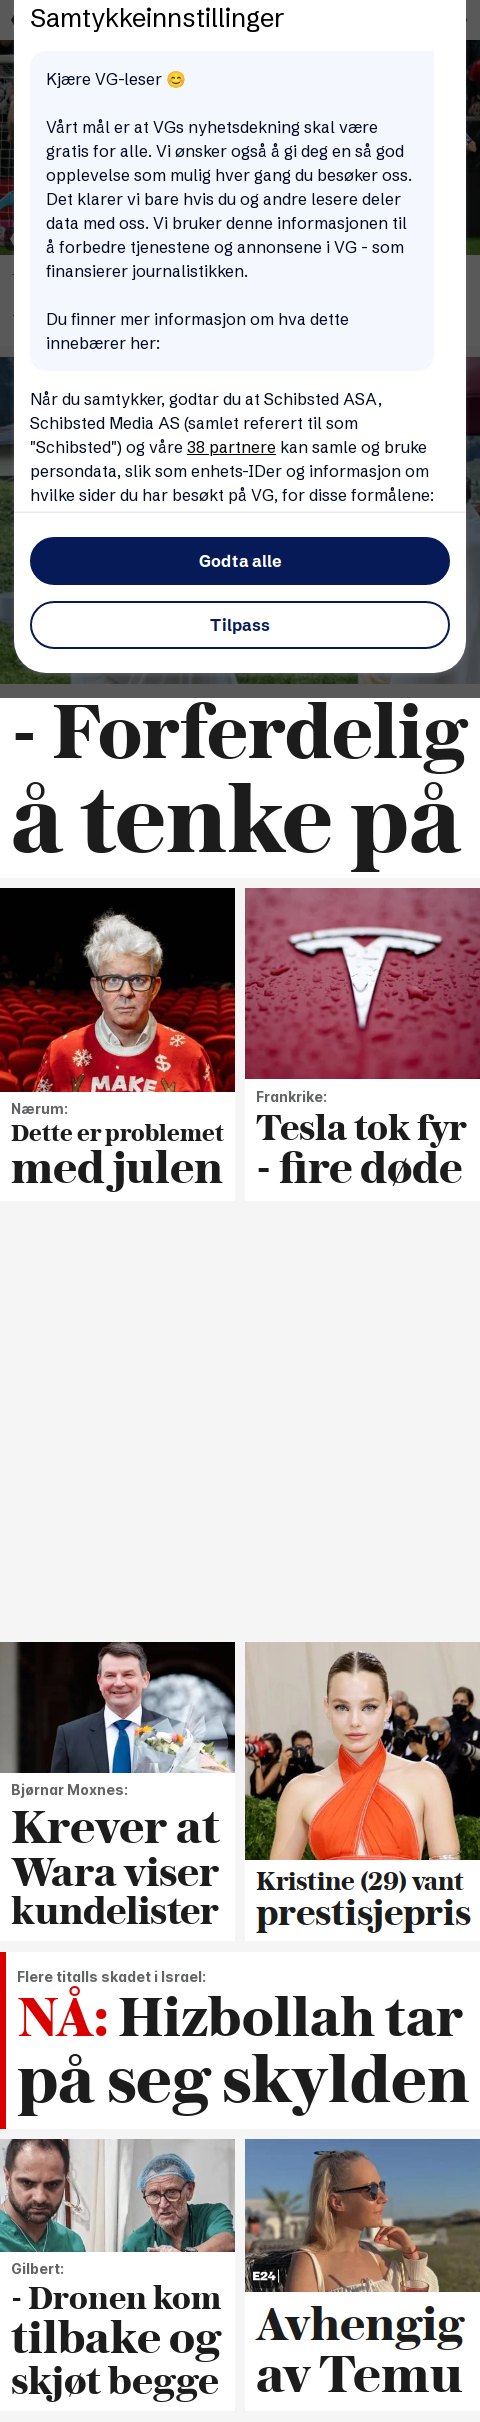 Samtykkeinnstillinger
Kjære VG-leser 😊
Vårt mål er at VGs nyhetsdekning skal være
gratis for alle. Vi ønsker også å gi deg en så god
opplevelse som mulig hver gang du besøker oss.
Det klarer vi bare hvis du og andre lesere deler
data med oss. Vi bruker denne informasjonen til
å forbedre tjenestene og annonsene i VG - som
finansierer journalistikken.
Du finner mer informasjon om hva dette
innebærer her:
Når du samtykker, godtar du at Schibsted ASA,
Schibsted Media AS (samlet referert til som
"Schibsted") og våre 38 partnere kan samle og bruke
persondata, slik som enhets-IDer og informasjon om
hvilke sider du har besøkt på VG, for disse formålene:
Godta alle
Tilpass
- Forferdelig
å tenke på
MAKE
Nærum:
Dette er problemet
med julen
Frankrike:
Tesla tok fyr
- fire døde
Bjørnar Moxnes:
Krever at
Wara viser
kundelister
Kristine (29) vant
prestisjepris
Flere titalls skadet i Israel:
NÅ: Hizbollah tar
på seg skylden
Gilbert:
- Dronen kom
tilbake og
skjøt begge
E24
Avhengig
av Temu